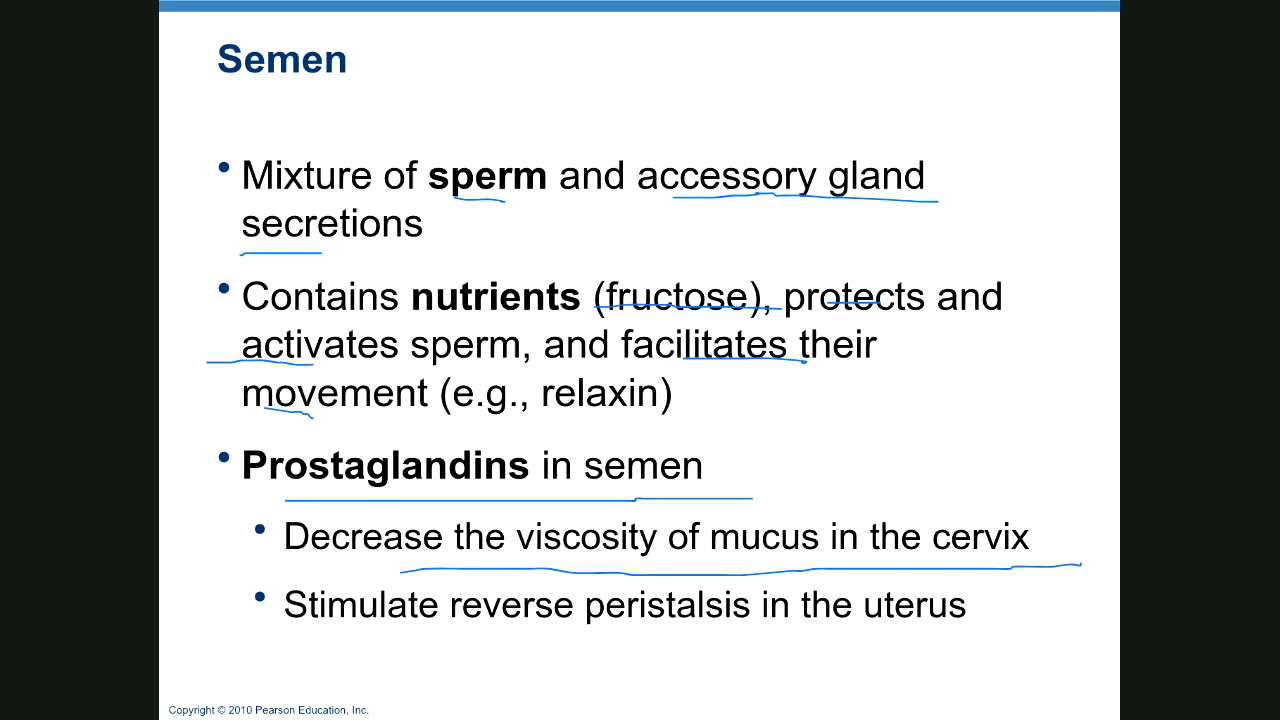 Semen
• Mixture of sperm and accessory gland
secretions
• Contains nutrients (fructose), protects and
activates sperm, and facilitates their
movement (e.g., relaxin)
• Prostaglandins in semen
• Decrease the viscosity of mucus in the cervix
• Stimulate reverse peristalsis in the uterus
Copyright © 2010 Pearson Education, Inc.